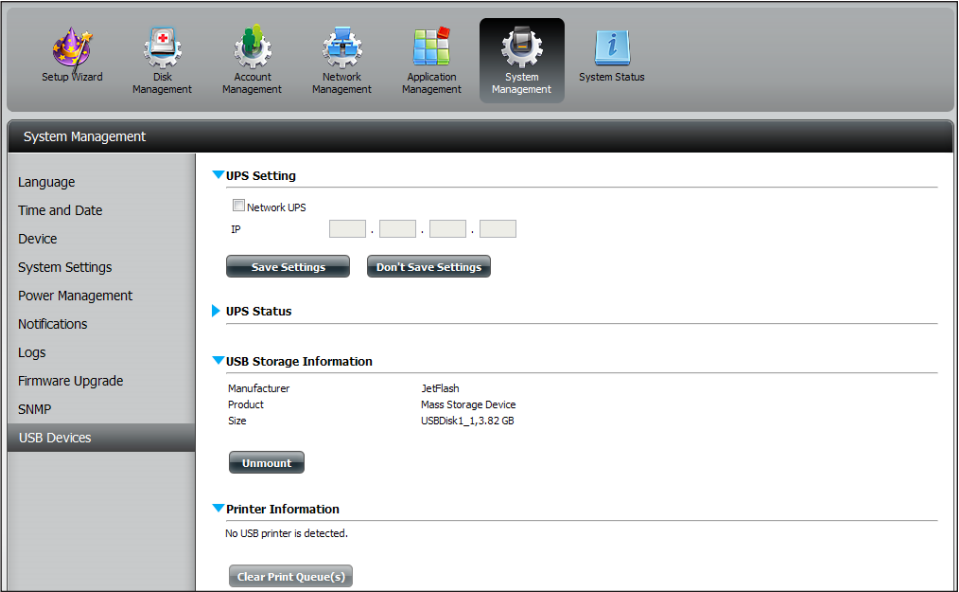 Setup Wizard
Disk
Management
Account
Management
Network
Management
Application
Management
System
Management
System Status
System Management
Language
Time and Date
Device
System Settings
Power Management
Notifications
Logs
Firmware Upgrade
SNMP
USB Devices
UPS Setting
Network UPS
IP . . .
Save Settings Don't Save Settings
UPS Status
USB Storage Information
Manufacturer JetFlash
Product Mass Storage Device
Size USBDisk1_1,3.82 GB
Unmount
Printer Information
No USB printer is detected.
Clear Print Queue(s)